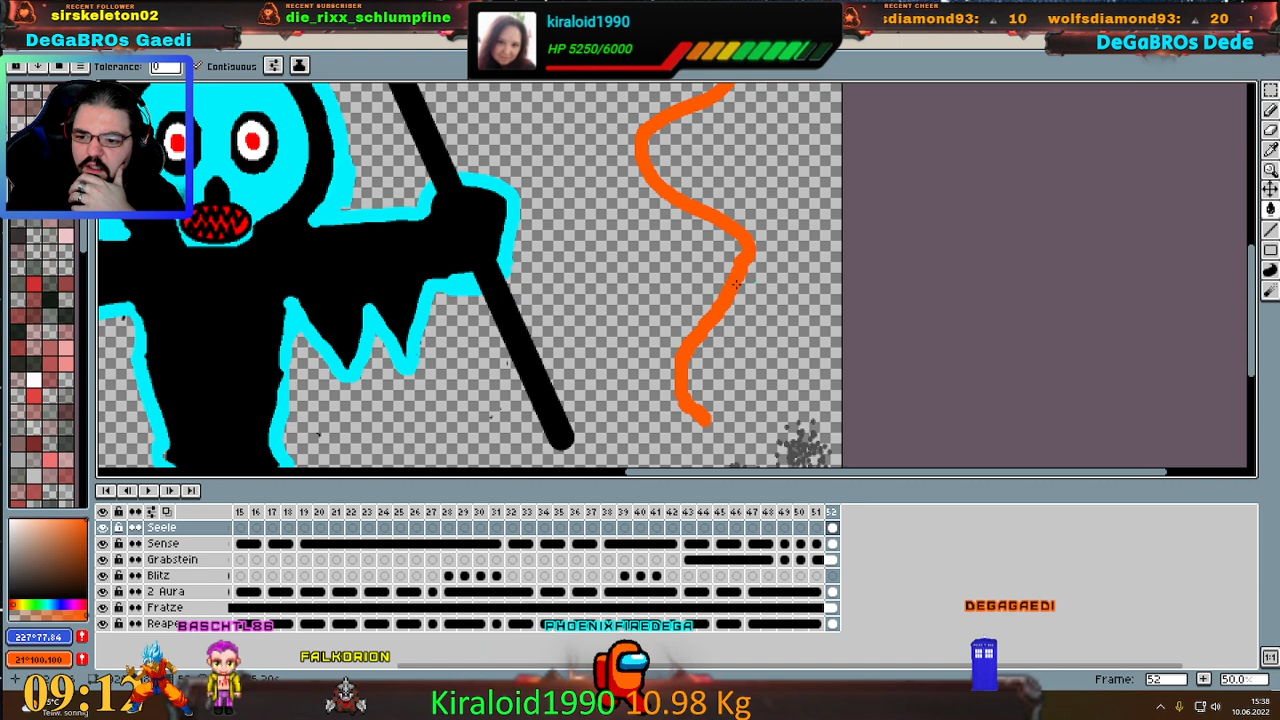 RECENT FOLLOWER
sirskeleton02
RECENT SUBSCRIBER
die_rixx_schlumpfine
RECENT CHEER
sdiamond93: 10 wolfsdiamond93: 20
DeGaBROs Gaedi
kiraloid1990
HP 5250/6000
DeGaBROs Dede
Tolerance: 0 Contiguous
15 16 17 18 19 20 21 22 23 24 25 26 27 28 29 30 31 32 33 34 35 36 37 38 39 40 41 42 43 44 45 46 47 48 49 50 51 52
Seele
Sense
Grabstein
Blitz
2 Aura
Fratze
Reape
BASCHTL86
PHOENIXFIREDEGA
DEGAGAEDI
FALKORION
227°77.84
21°100.100
Frame: 52
50.0%
1:1
09:12
Kiraloid1990 10.98 Kg
15:38
10.06.2022